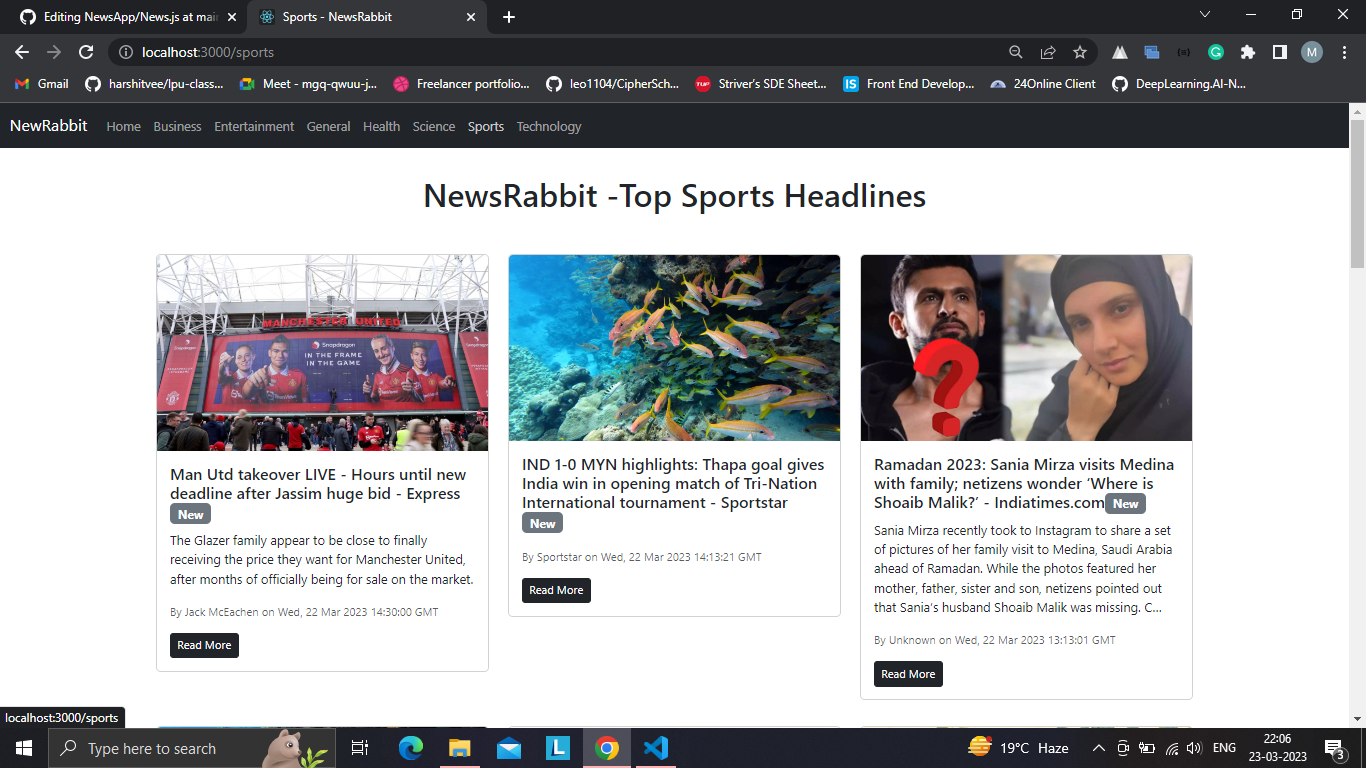 Editing NewsApp/News.js at mai
Sports - NewsRabbit
localhost:3000/sports
M
Gmail
harshitvee/lpu-class...
Meet - mgq-qwuu-j...
Freelancer portfolio...
leo1104/CipherSch...
TUF
Striver's SDE Sheet...
IS
Front End Develop...
24Online Client
DeepLearning.AI-N...
NewRabbit
Home
Business
Entertainment
General
Health
Science
Sports
Technology
NewsRabbit -Top Sports Headlines
MANCHESTER UNITED
Snapdragon
IN THE FRAME
IN THE GAME
Man Utd takeover LIVE - Hours until new
deadline after Jassim huge bid - Express
New
The Glazer family appear to be close to finally
receiving the price they want for Manchester United,
after months of officially being for sale on the market.
By Jack McEachen on Wed, 22 Mar 2023 14:30:00 GMT
Read More
IND 1-0 MYN highlights: Thapa goal gives
India win in opening match of Tri-Nation
International tournament - Sportstar
New
By Sportstar on Wed, 22 Mar 2023 14:13:21 GMT
Read More
?
Ramadan 2023: Sania Mirza visits Medina
with family; netizens wonder ‘Where is
Shoaib Malik?’ - Indiatimes.com New
Sania Mirza recently took to Instagram to share a set
of pictures of her family visit to Medina, Saudi Arabia
ahead of Ramadan. While the photos featured her
mother, father, sister and son, netizens pointed out
that Sania’s husband Shoaib Malik was missing. C...
By Unknown on Wed, 22 Mar 2023 13:13:01 GMT
Read More
localhost:3000/sports
Type here to search
L
19°C Haze
ENG
22:06
23-03-2023
3